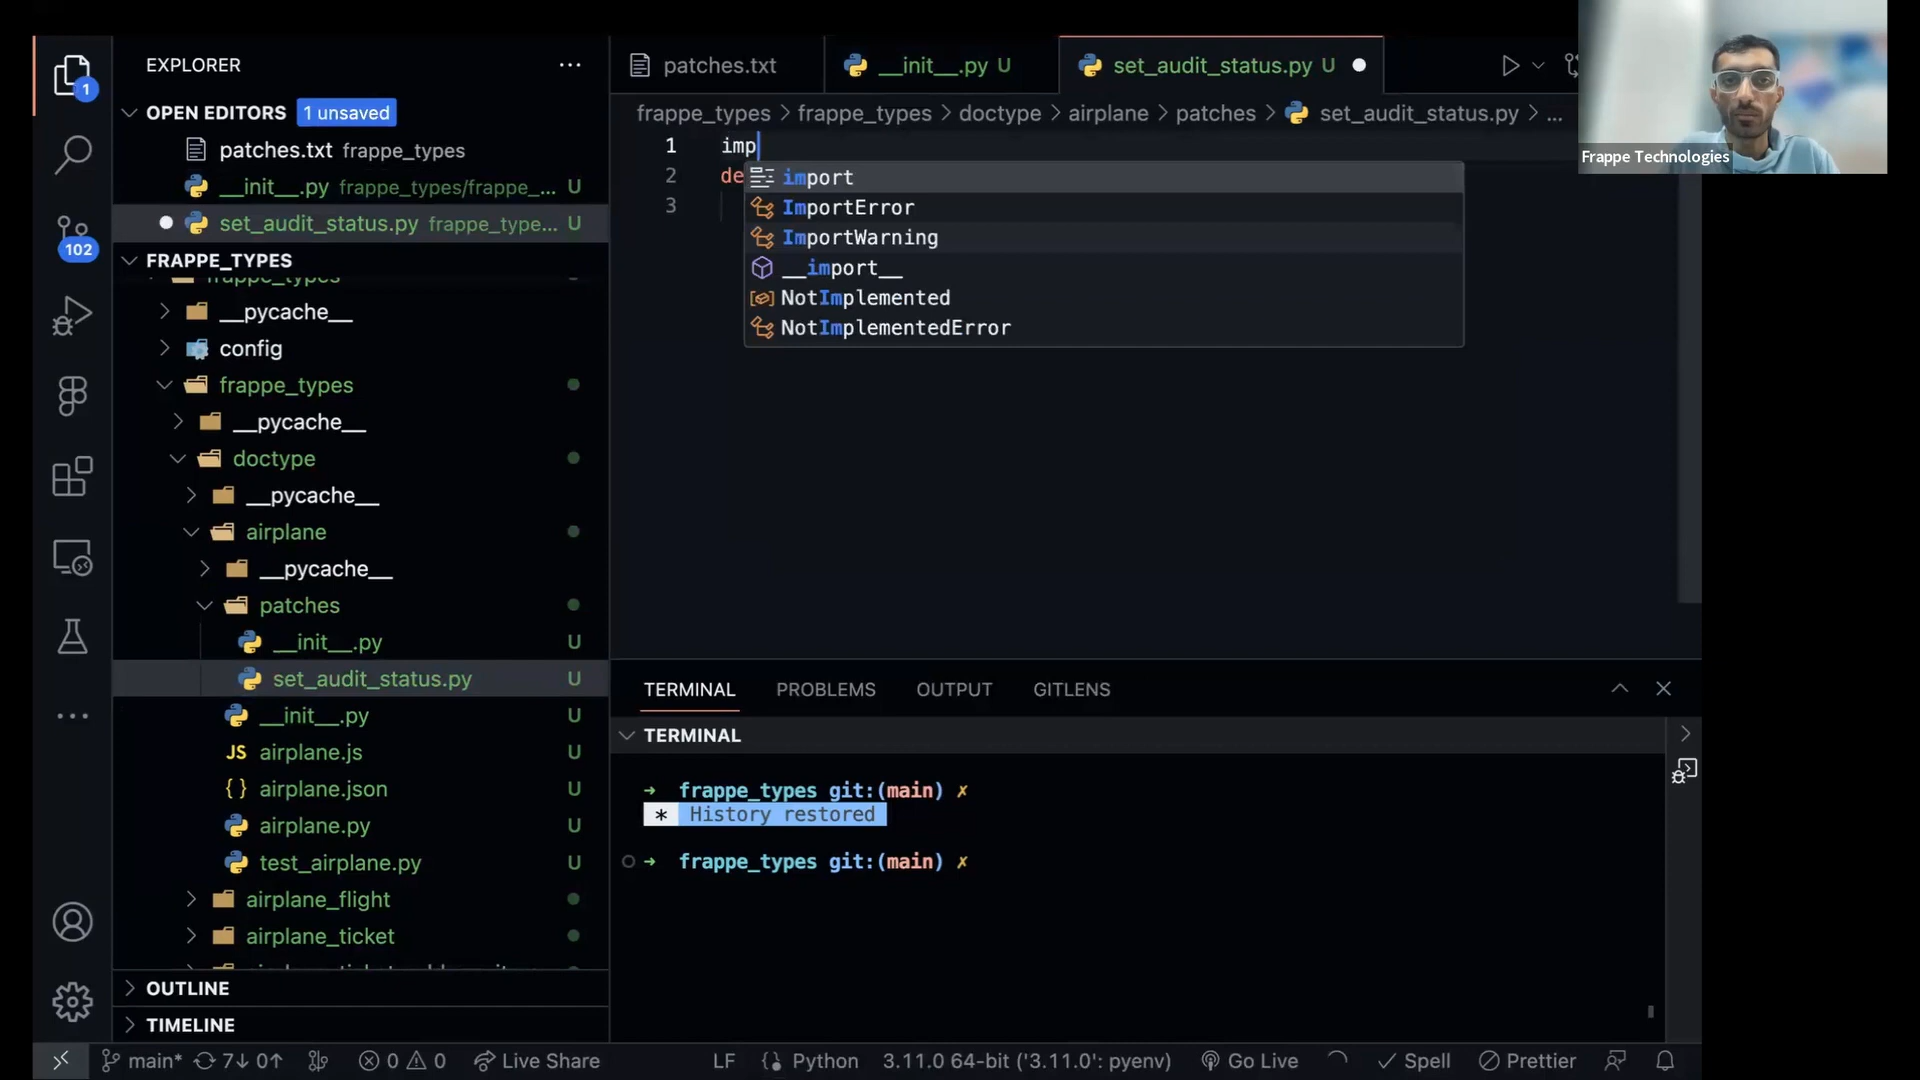 EXPLORER
OPEN EDITORS 1 unsaved
patches.txt frappe_types
__init__.py frappe_types/frappe_... U
set_audit_status.py frappe_type... U
FRAPPE_TYPES
frappe_types
__pycache__
config
frappe_types
__pycache__
doctype
__pycache__
airplane
__pycache__
patches
__init__.py U
set_audit_status.py U
__init__.py U
airplane.js U
airplane.json U
airplane.py U
test_airplane.py U
airplane_flight
airplane_ticket
OUTLINE
TIMELINE
1
102
patches.txt
__init__.py U
set_audit_status.py U
frappe_types > frappe_types > doctype > airplane > patches > set_audit_status.py > ...
1 imp
2 de
3
import
ImportError
ImportWarning
__import__
NotImplemented
NotImplementedError
Frappe Technologies
TERMINAL PROBLEMS OUTPUT GITLENS
TERMINAL
→ frappe_types git:(main) ✗
* History restored
→ frappe_types git:(main) ✗
main* 7↓ 0↑ 0 0 Live Share LF Python 3.11.0 64-bit ('3.11.0': pyenv) Go Live Spell Prettier